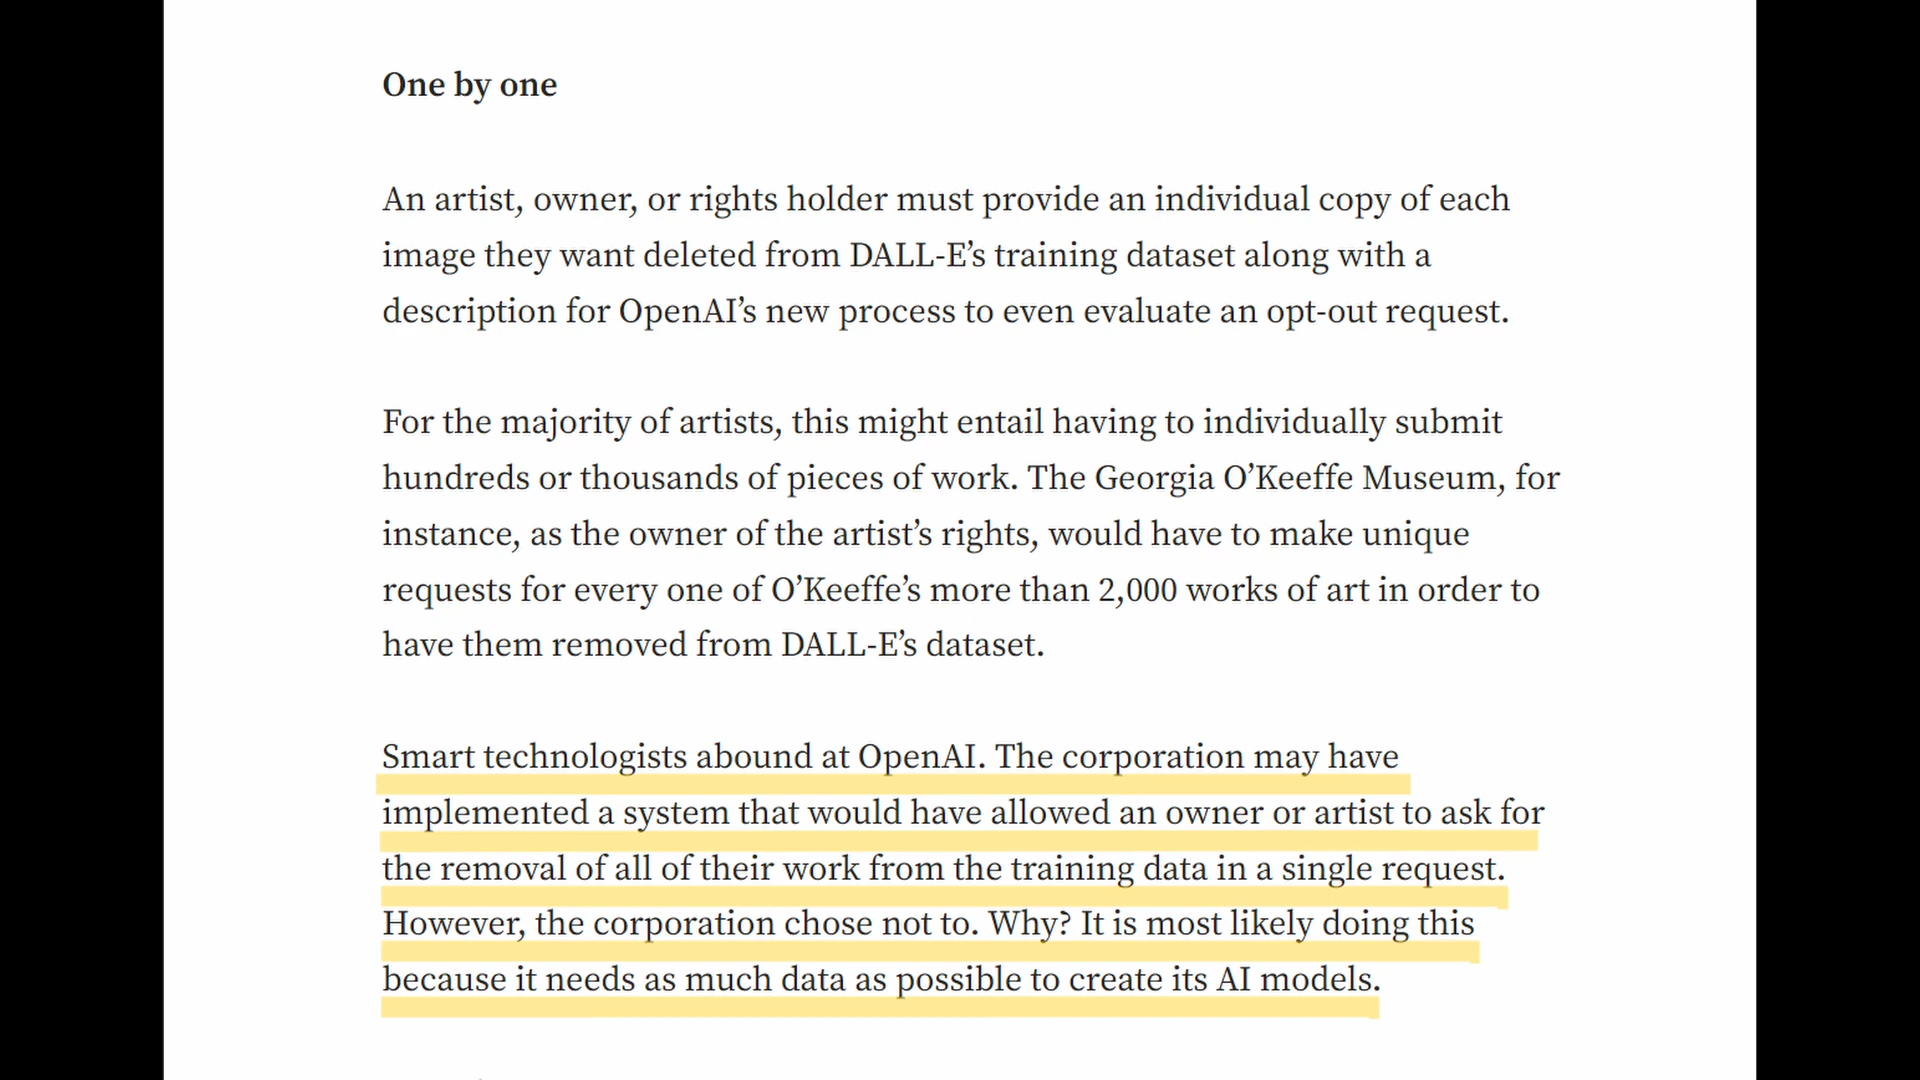 One by one
An artist, owner, or rights holder must provide an individual copy of each
image they want deleted from DALL-E’s training dataset along with a
description for OpenAI’s new process to even evaluate an opt-out request.
For the majority of artists, this might entail having to individually submit
hundreds or thousands of pieces of work. The Georgia O’Keeffe Museum, for
instance, as the owner of the artist’s rights, would have to make unique
requests for every one of O’Keeffe’s more than 2,000 works of art in order to
have them removed from DALL-E’s dataset.
Smart technologists abound at OpenAI. The corporation may have
implemented a system that would have allowed an owner or artist to ask for
the removal of all of their work from the training data in a single request.
However, the corporation chose not to. Why? It is most likely doing this
because it needs as much data as possible to create its AI models.